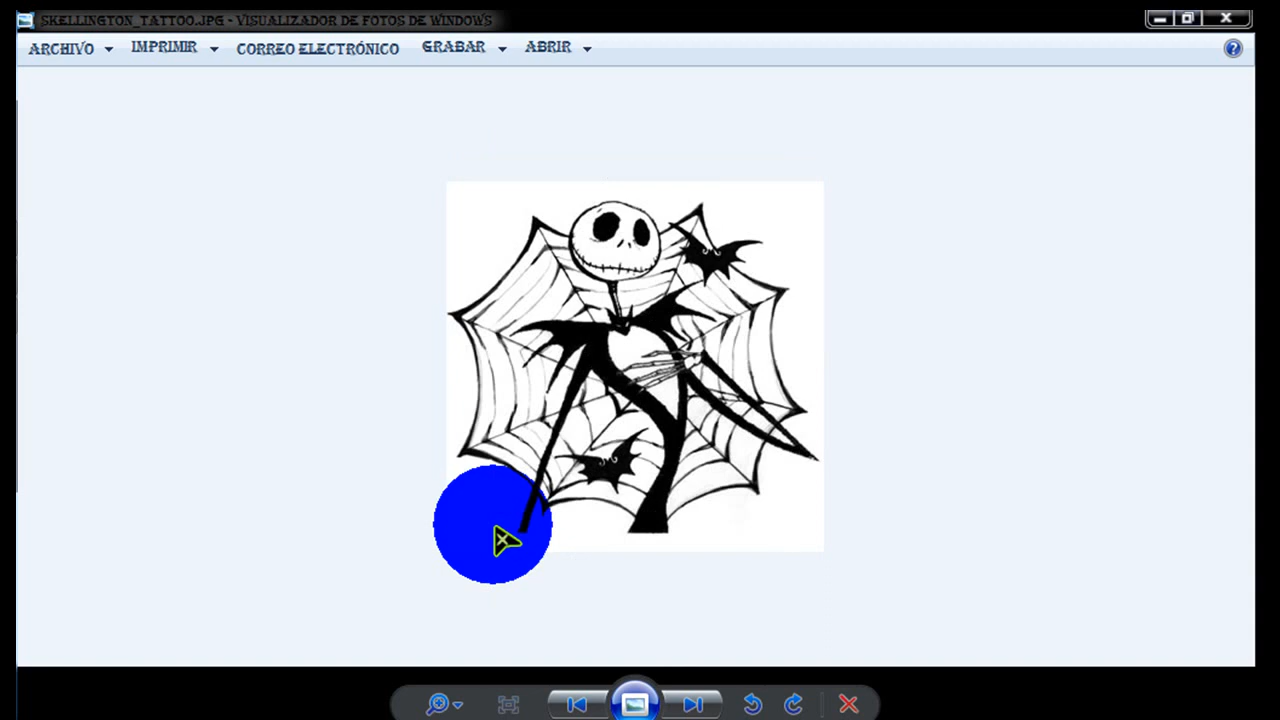 SKELLINGTON_TATTOO.JPG - VISUALIZADOR DE FOTOS DE WINDOWS
ARCHIVO IMPRIMIR CORREO ELECTRÓNICO GRABAR ABRIR